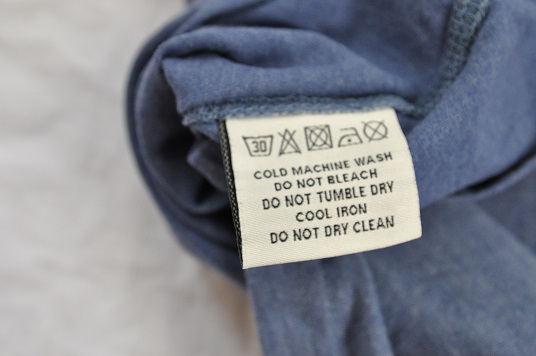 30
COLD MACHINE WASH
DO NOT BLEACH
DO NOT TUMBLE DRY
COOL IRON
DO NOT DRY CLEAN